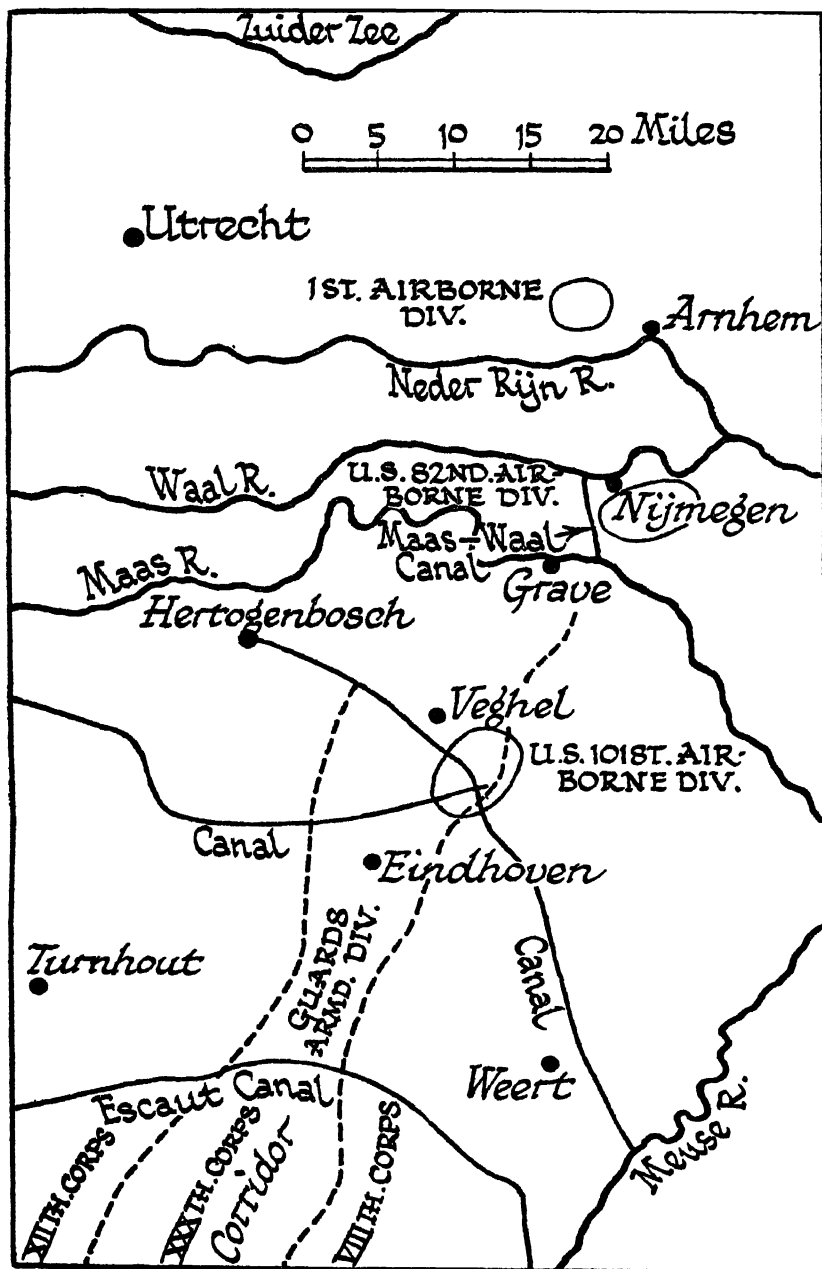 Zuider Zee
0 5 10 15 20 Miles
Utrecht
1ST. AIRBORNE
DIV.
Arnhem
Neder Rijn R.
Waal R.
U.S. 82ND. AIR-
BORNE DIV.
Nijmegen
Maas-Waal
Canal
Maas R.
Grave
Hertogenbosch
Veghel
U.S. 101ST. AIR-
BORNE DIV.
Canal
Eindhoven
GUARDS
ARMD. DIV.
Turnhout
Canal
Weert
Escaut Canal
Meuse R.
XIITH. CORPS
XXXTH. CORPS
Corridor
VIIITH. CORPS